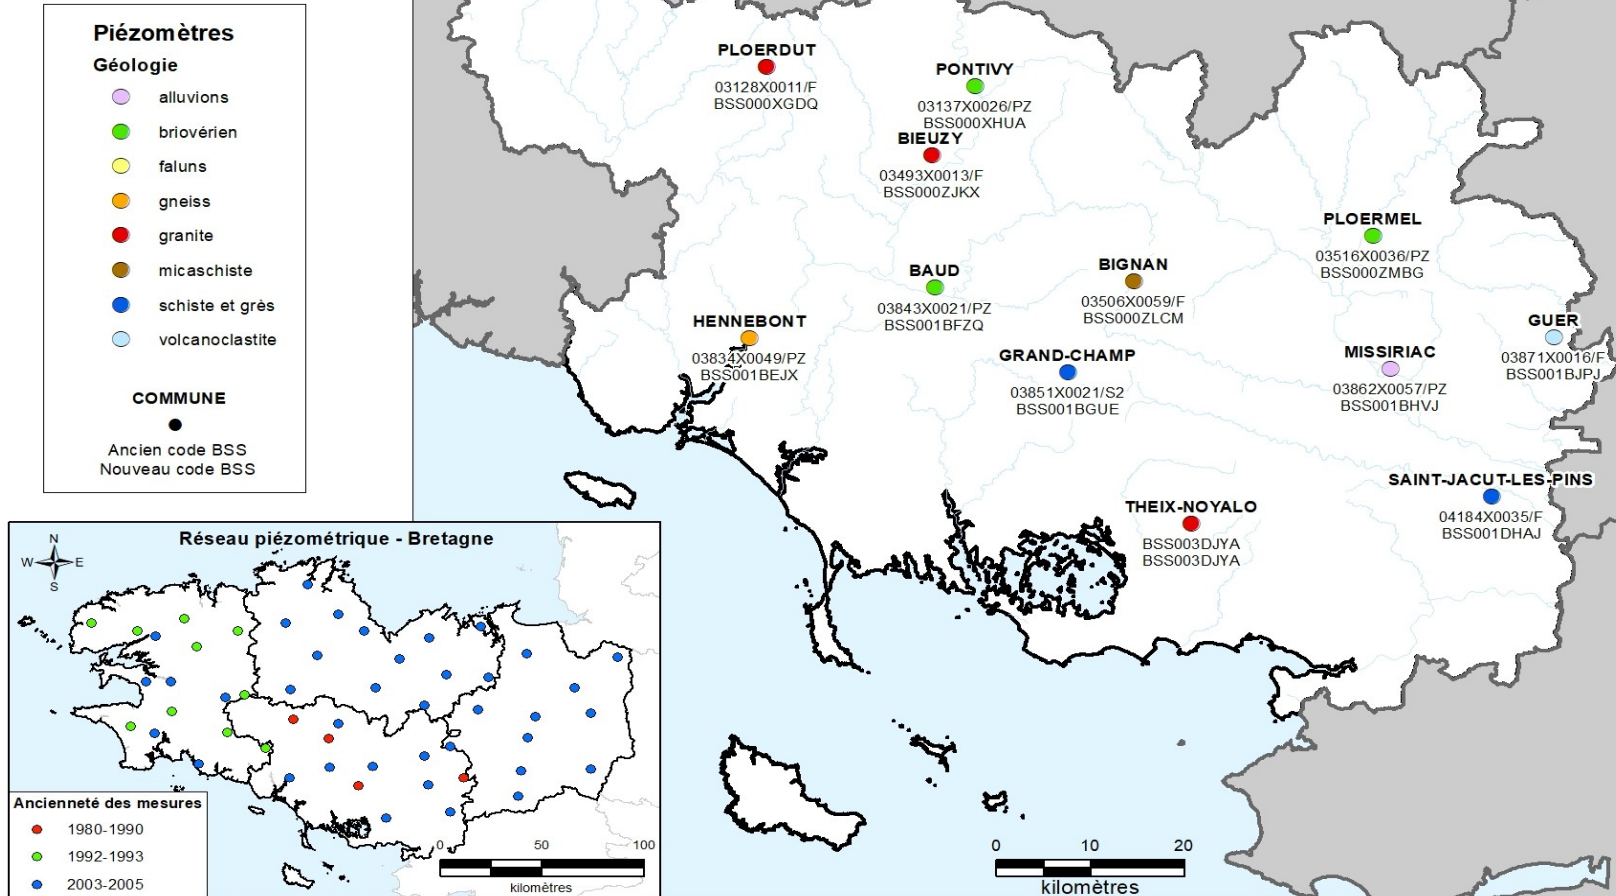 Piézomètres
Géologie
alluvions
briovérien
faluns
gneiss
granite
micaschiste
schiste et grès
volcanoclastite
COMMUNE
Ancien code BSS
Nouveau code BSS
PLOERDUT
03128X0011/F
BSS000XGDQ
PONTIVY
03137X0026/PZ
BSS000XHUA
BIEUZY
03493X0013/F
BSS000ZJKX
PLOERMEL
03516X0036/PZ
BSS000ZMBG
BAUD
03843X0021/PZ
BSS001BFZQ
BIGNAN
03506X0059/F
BSS000ZLCM
HENNEBONT
03834X0049/PZ
BSS001BEJX
GRAND-CHAMP
03851X0021/S2
BSS001BGUE
MISSIRIAC
03862X0057/PZ
BSS001BHVJ
GUER
03871X0016/F
BSS001BJPJ
SAINT-JACUT-LES-PINS
04184X0035/F
BSS001DHAJ
THEIX-NOYALO
BSS003DJYA
BSS003DJYA
0 10 20
kilomètres
Réseau piézométrique - Bretagne
N
W E
S
Ancienneté des mesures
1980-1990
1992-1993
2003-2005
0 50 100
kilomètres